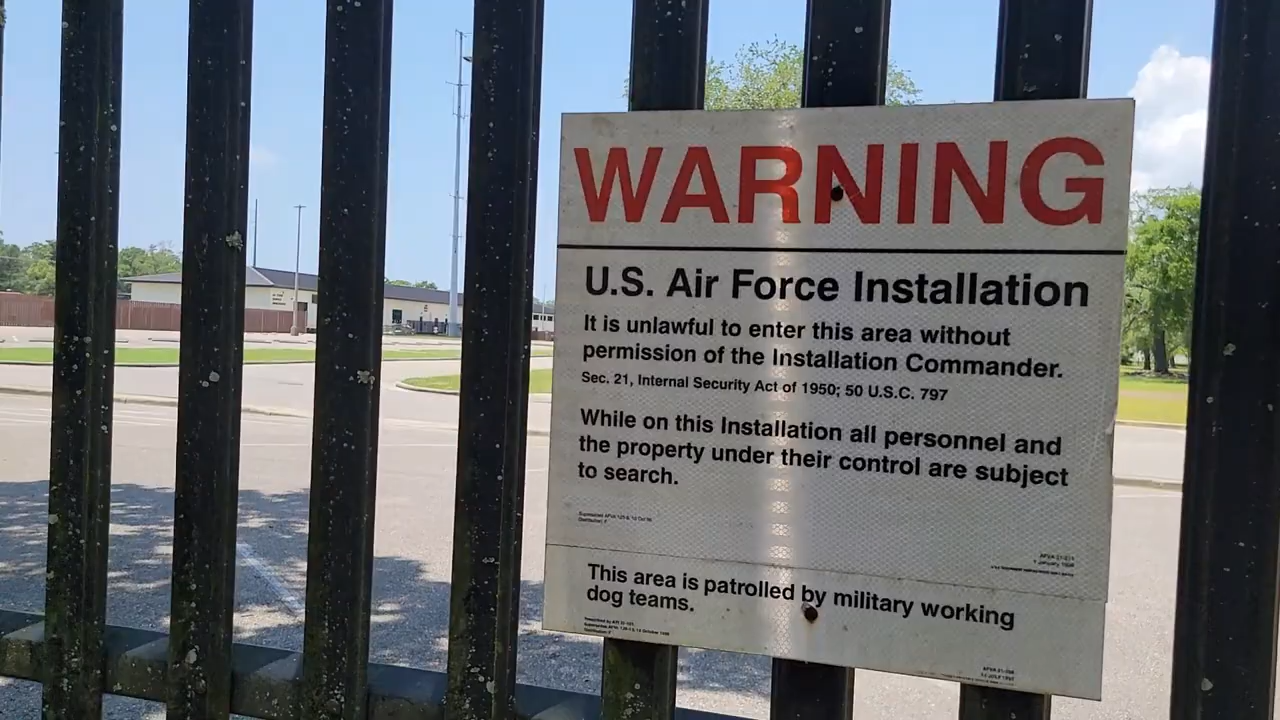 WARNING
U.S. Air Force Installation
It is unlawful to enter this area without
permission of the Installation Commander.
Sec. 21, Internal Security Act of 1950; 50 U.S.C. 797
While on this Installation all personnel and
the property under their control are subject
to search.
This area is patrolled by military working
dog teams.